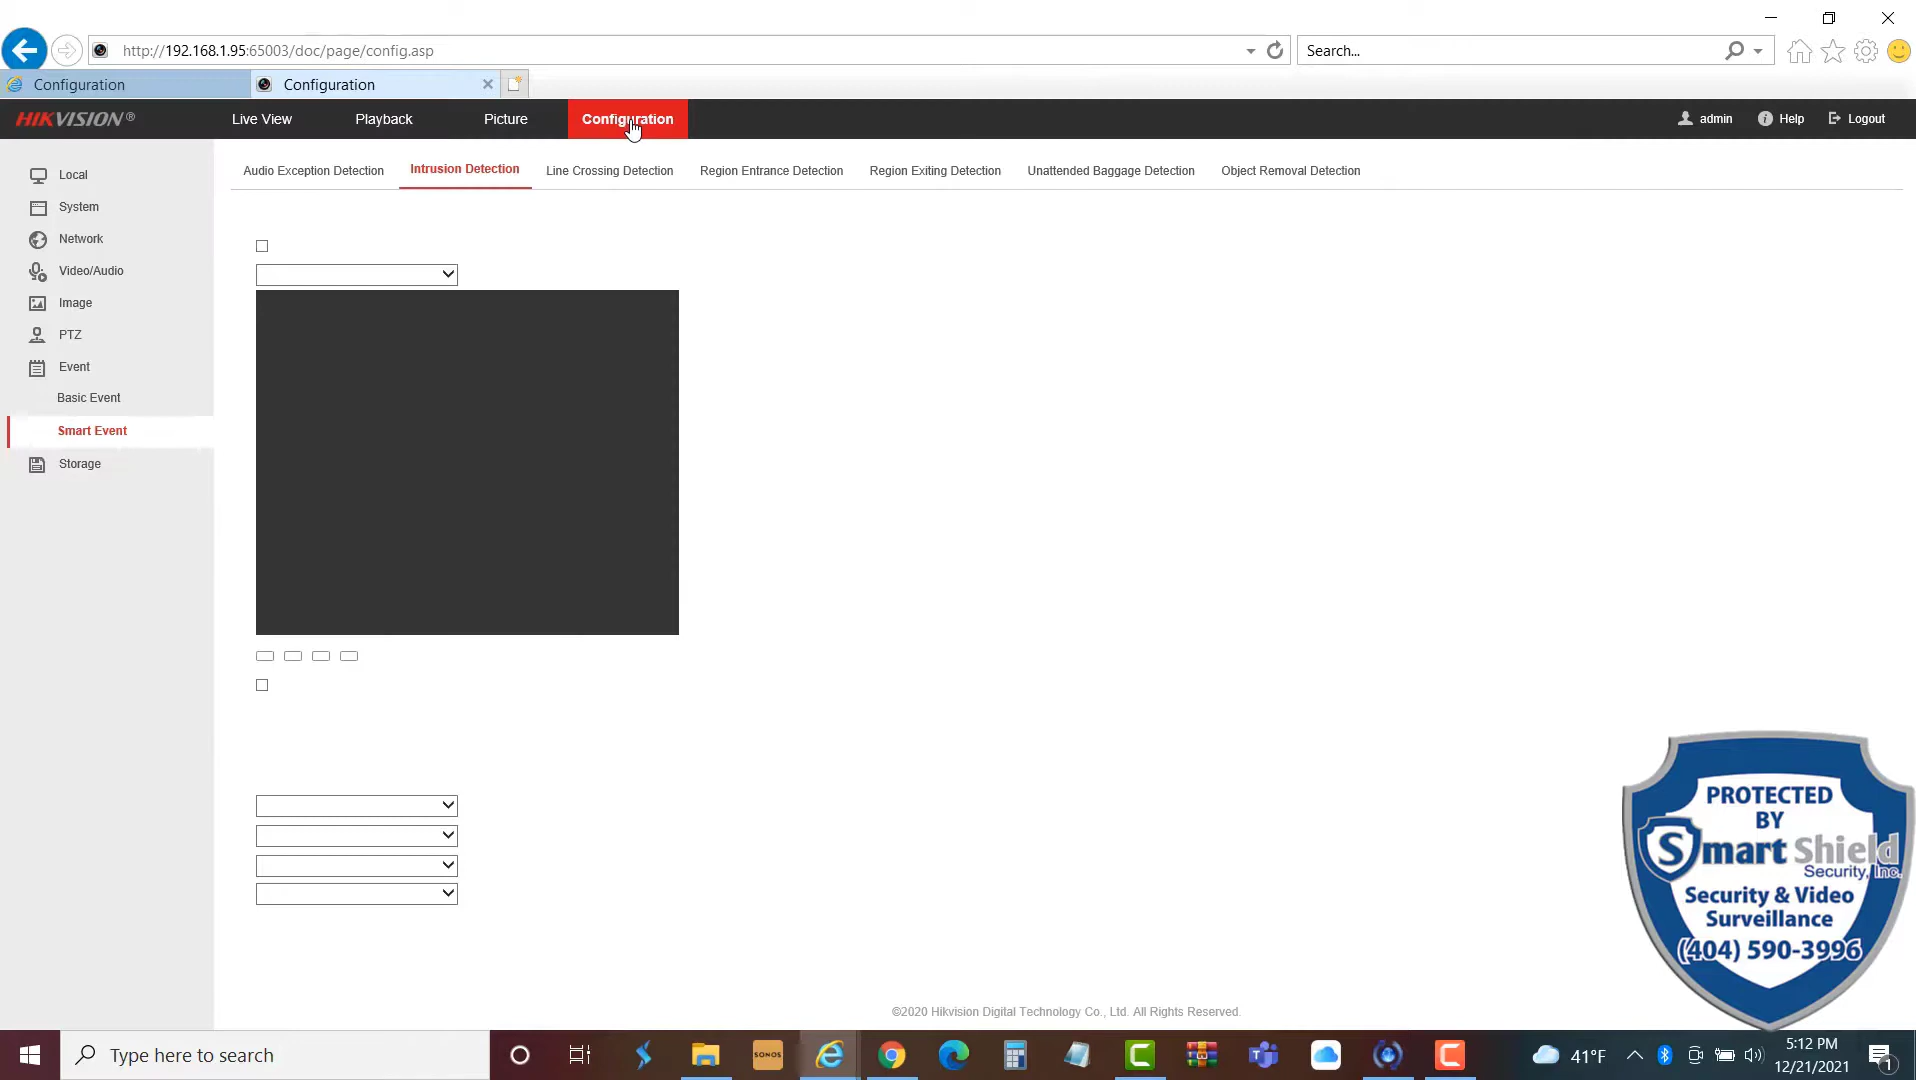 http://192.168.1.95:65003/doc/page/config.asp
Search...
Configuration
Configuration
HIKVISION®
Live View
Playback
Picture
Configuration
admin
Help
Logout
Local
System
Network
Video/Audio
Image
PTZ
Event
Basic Event
Smart Event
Storage
Audio Exception Detection
Intrusion Detection
Line Crossing Detection
Region Entrance Detection
Region Exiting Detection
Unattended Baggage Detection
Object Removal Detection
PROTECTED
BY
Smart Shield
Security, Inc.
Security & Video
Surveillance
(404) 590-3996
©2020 Hikvision Digital Technology Co., Ltd. All Rights Reserved.
Type here to search
SONOS
41°F
5:12 PM
12/21/2021
1